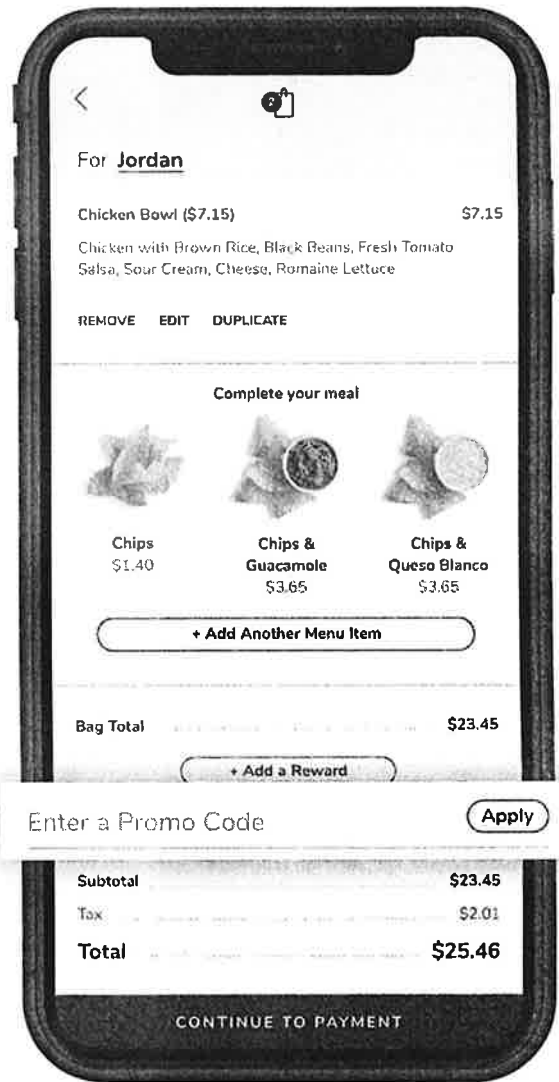 For Jordan
Chicken Bowl ($7.15) $7.15
Chicken with Brown Rice, Black Beans, Fresh Tomato
Salsa, Sour Cream, Cheese, Romaine Lettuce
REMOVE EDIT DUPLICATE
Complete your meal
Chips
$1.40
Chips &
Guacamole
$3.65
Chips &
Queso Blanco
$3.65
+ Add Another Menu Item
Bag Total $23.45
+ Add a Reward
Enter a Promo Code Apply
Subtotal $23.45
Tax $2.01
Total $25.46
CONTINUE TO PAYMENT